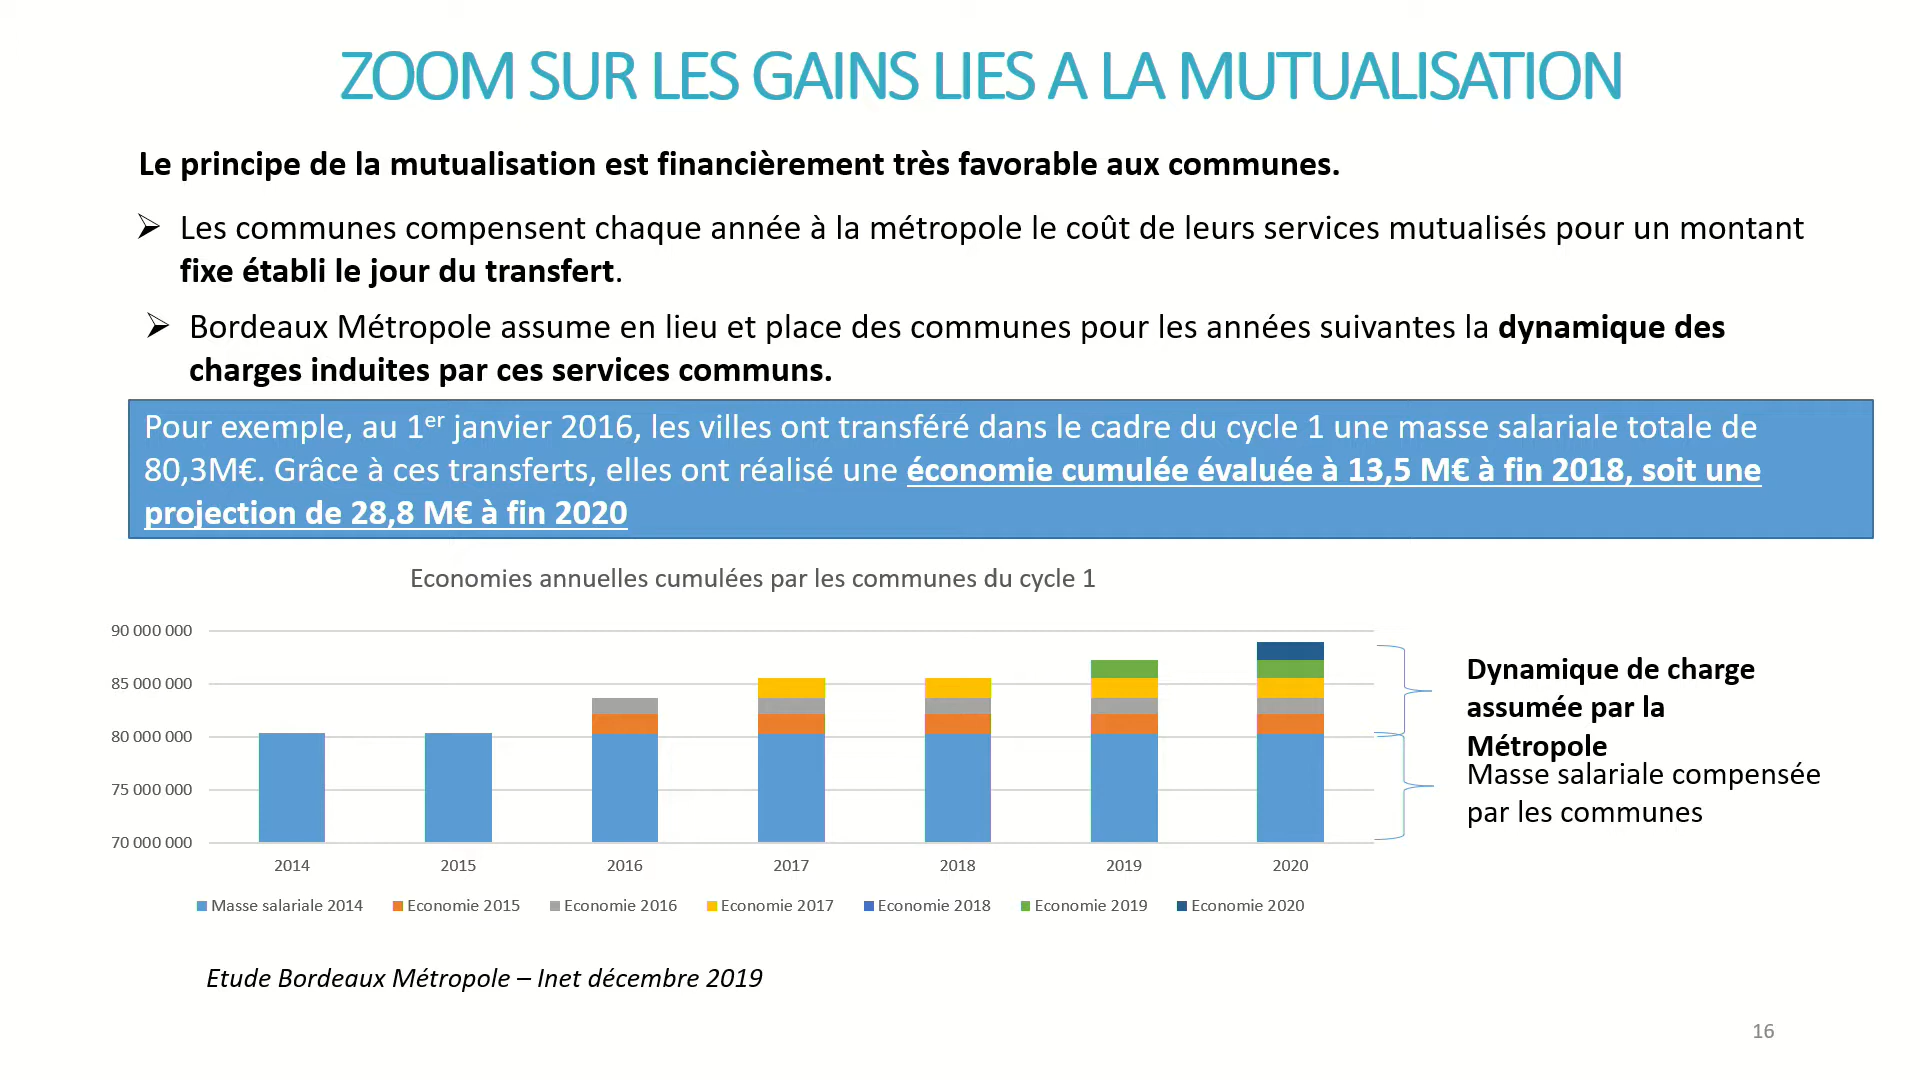 ZOOM SUR LES GAINS LIES A LA MUTUALISATION
Le principe de la mutualisation est financièrement très favorable aux communes.
Les communes compensent chaque année à la métropole le coût de leurs services mutualisés pour un montant
fixe établi le jour du transfert.
Bordeaux Métropole assume en lieu et place des communes pour les années suivantes la dynamique des
charges induites par ces services communs.
Pour exemple, au 1er janvier 2016, les villes ont transféré dans le cadre du cycle 1 une masse salariale totale de
80,3M€. Grâce à ces transferts, elles ont réalisé une économie cumulée évaluée à 13,5 M€ à fin 2018, soit une
projection de 28,8 M€ à fin 2020
Economies annuelles cumulées par les communes du cycle 1
90 000 000
85 000 000
80 000 000
75 000 000
70 000 000
2014 2015 2016 2017 2018 2019 2020
Masse salariale 2014 Economie 2015 Economie 2016 Economie 2017 Economie 2018 Economie 2019 Economie 2020
Dynamique de charge
assumée par la
Métropole
Masse salariale compensée
par les communes
Etude Bordeaux Métropole – Inet décembre 2019
16